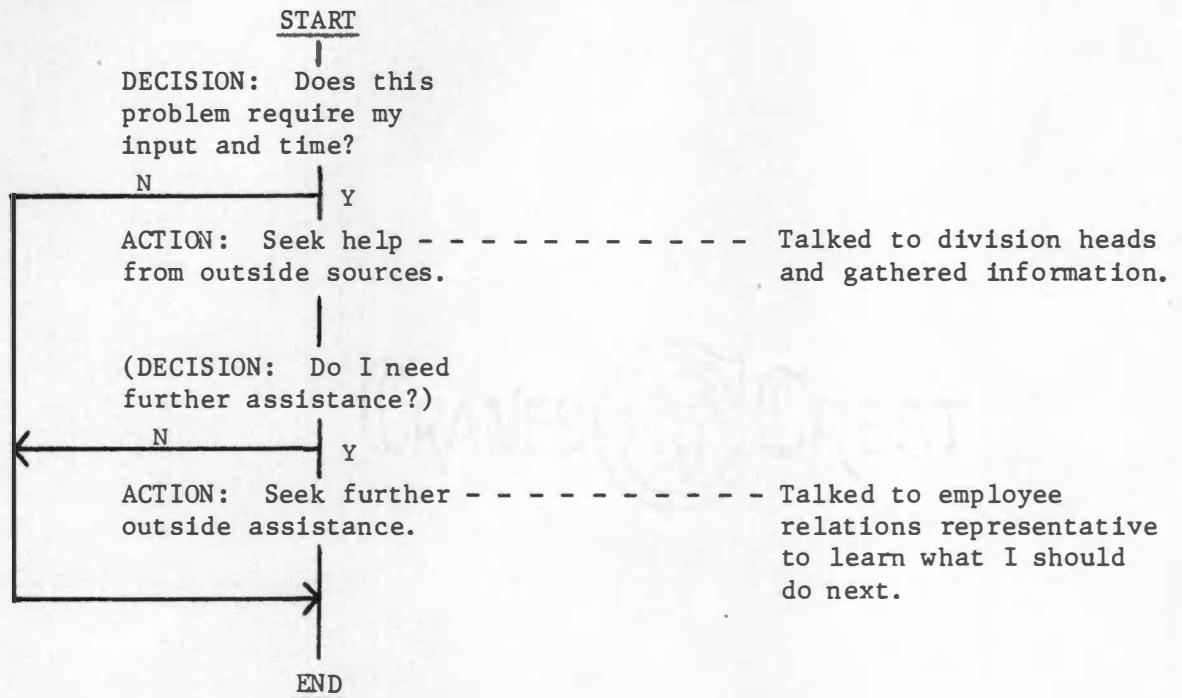 START
DECISION: Does this
problem require my
input and time?
N
Y
ACTION: Seek help
from outside sources.
Talked to division heads
and gathered information.
(DECISION: Do I need
further assistance?)
N
Y
ACTION: Seek further
outside assistance.
Talked to employee
relations representative
to learn what I should
do next.
END
CRANE'S CREST